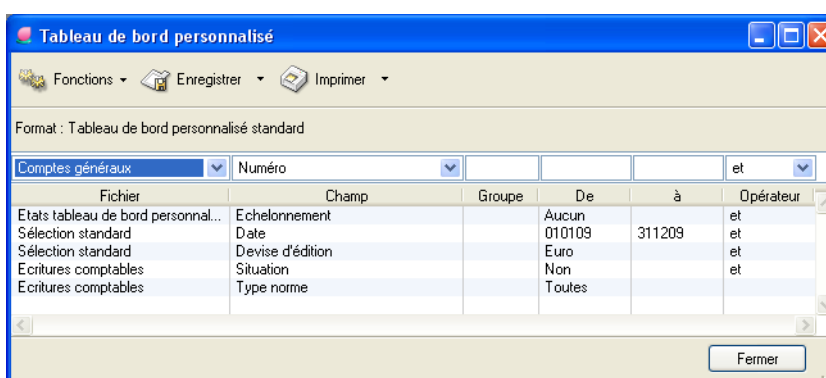 Tableau de bord personnalisé
Fonctions Enregistrer Imprimer
Format : Tableau de bord personnalisé standard
Comptes généraux Numéro et
Fichier Champ Groupe De à Opérateur
Etats tableau de bord personnal... Echelonnement Aucun et
Sélection standard Date 010109 311209 et
Sélection standard Devise d'édition Euro et
Ecritures comptables Situation Non et
Ecritures comptables Type norme Toutes
Fermer